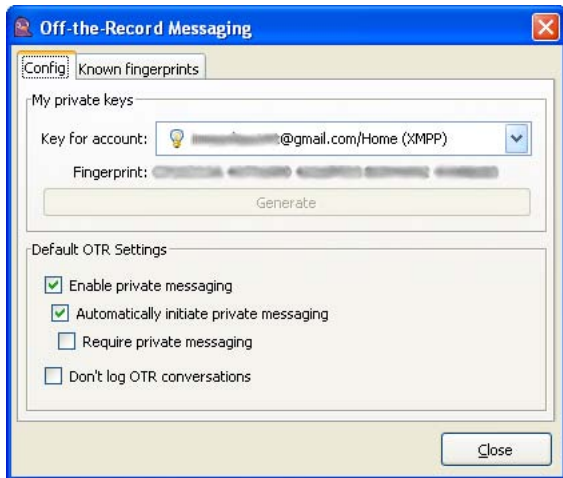 Off-the-Record Messaging
Config Known fingerprints
My private keys
Key for account: @gmail.com/Home (XMPP)
Fingerprint:
Generate
Default OTR Settings
Enable private messaging
Automatically initiate private messaging
Require private messaging
Don't log OTR conversations
Close